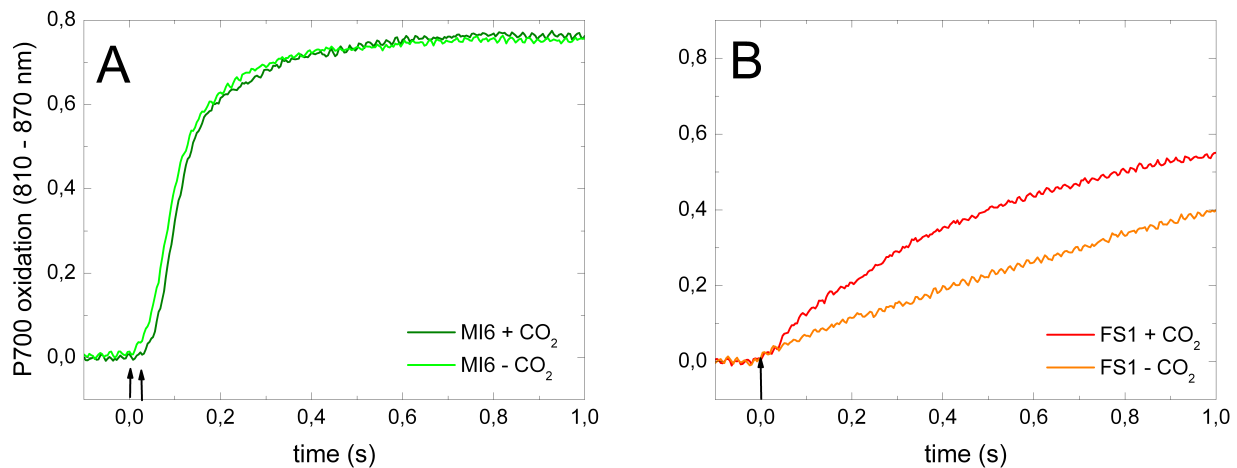 A
P700 oxidation (810 - 870 nm)
0,8
0,6
0,4
0,2
0,0
MI6 + CO₂
MI6 - CO₂
0,0 0,2 0,4 0,6 0,8 1,0
time (s)
B
0,8
0,6
0,4
0,2
0,0
FS1 + CO₂
FS1 - CO₂
0,0 0,2 0,4 0,6 0,8 1,0
time (s)